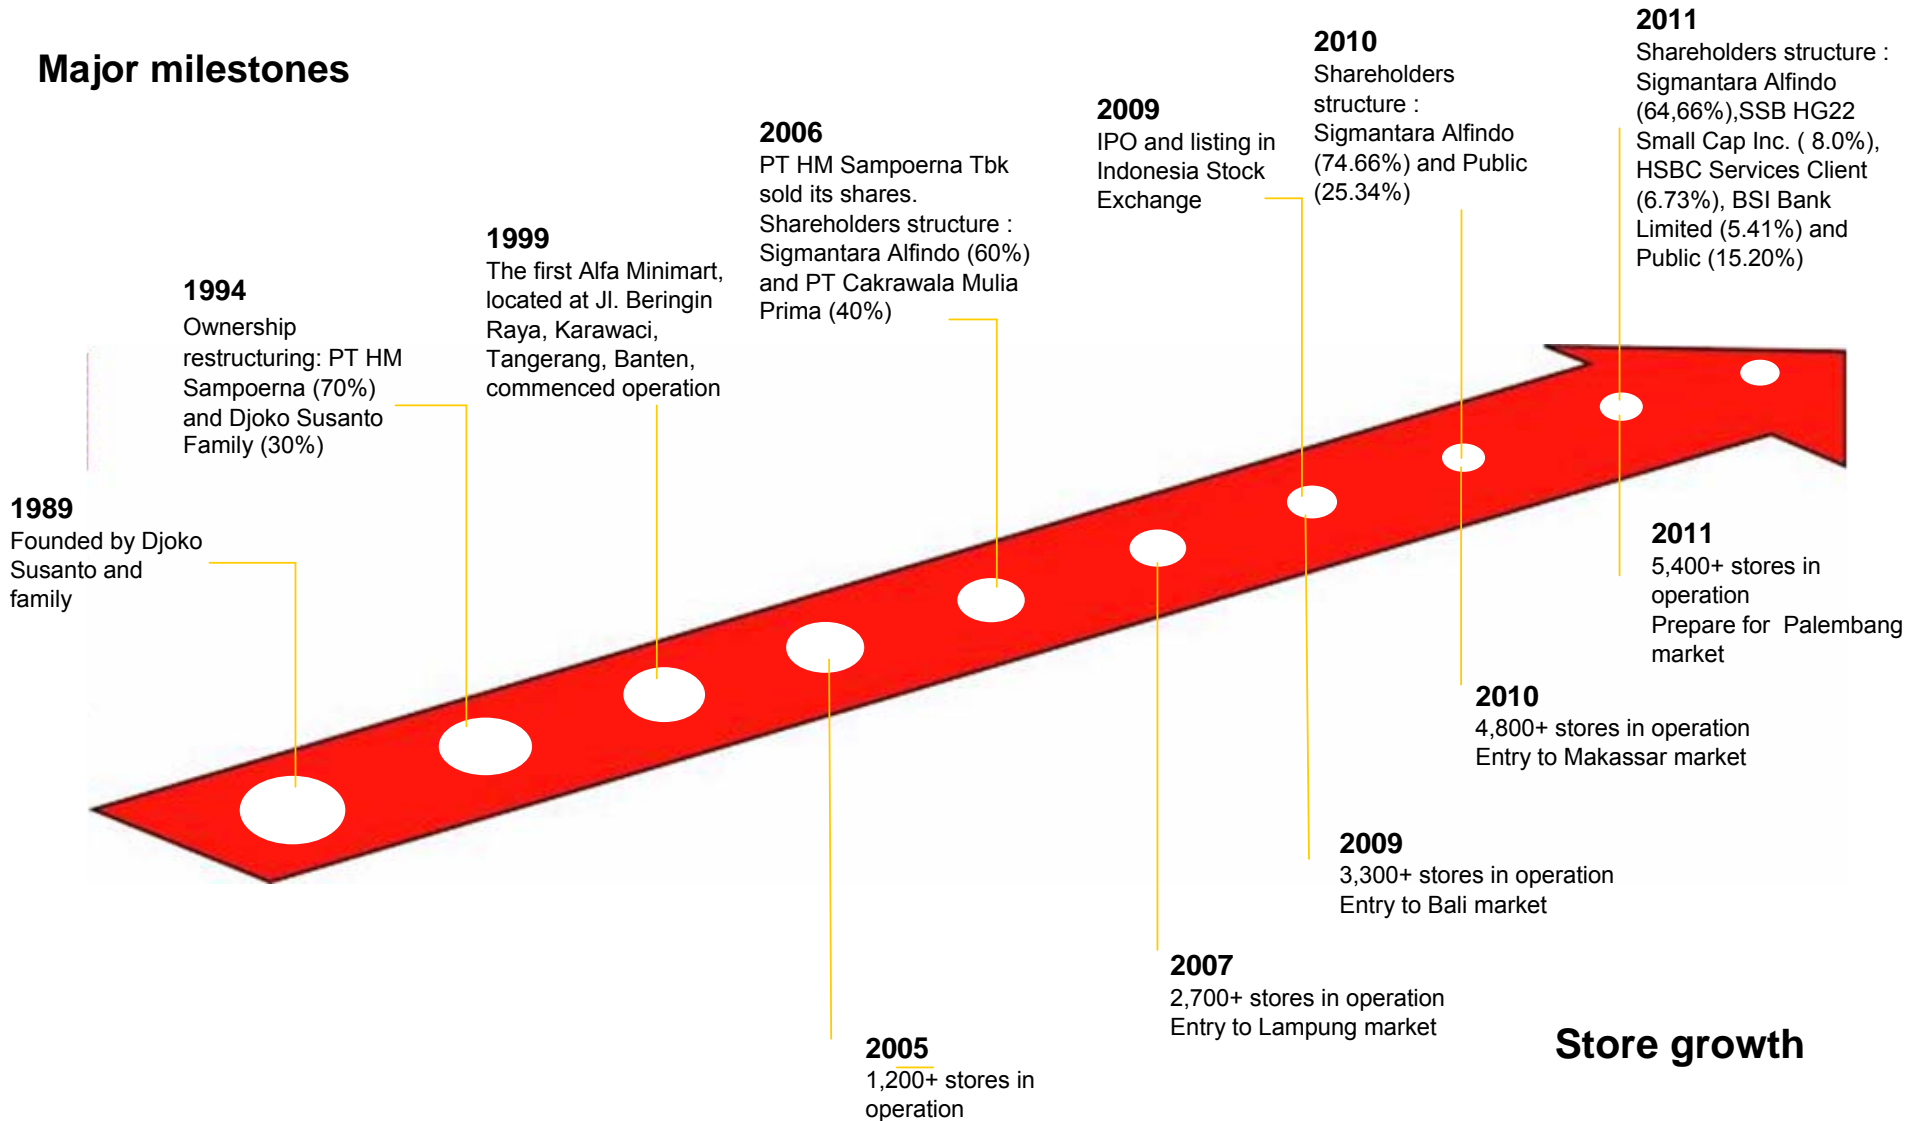 Major milestones
1989
Founded by Djoko
Susanto and
family
1994
Ownership
restructuring: PT HM
Sampoerna (70%)
and Djoko Susanto
Family (30%)
1999
The first Alfa Minimart,
located at Jl. Beringin
Raya, Karawaci,
Tangerang, Banten,
commenced operation
2006
PT HM Sampoerna Tbk
sold its shares.
Shareholders structure :
Sigmantara Alfindo (60%)
and PT Cakrawala Mulia
Prima (40%)
2009
IPO and listing in
Indonesia Stock
Exchange
2010
Shareholders
structure :
Sigmantara Alfindo
(74.66%) and Public
(25.34%)
2011
Shareholders structure :
Sigmantara Alfindo
(64,66%),SSB HG22
Small Cap Inc. ( 8.0%),
HSBC Services Client
(6.73%), BSI Bank
Limited (5.41%) and
Public (15.20%)
2011
5,400+ stores in
operation
Prepare for Palembang
market
2010
4,800+ stores in operation
Entry to Makassar market
2009
3,300+ stores in operation
Entry to Bali market
2007
2,700+ stores in operation
Entry to Lampung market
2005
1,200+ stores in
operation
Store growth